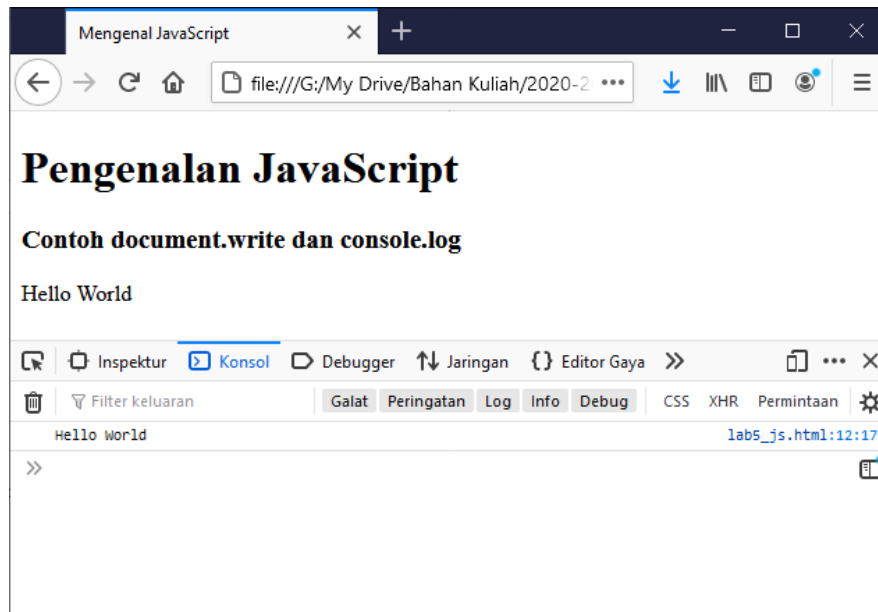 Mengenal JavaScript
file:///G:/My Drive/Bahan Kuliah/2020-2
Pengenalan JavaScript
Contoh document.write dan console.log
Hello World
Inspektur Konsol Debugger Jaringan Editor Gaya
Filter keluaran Galat Peringatan Log Info Debug CSS XHR Permintaan
Hello World lab5_js.html:12:17